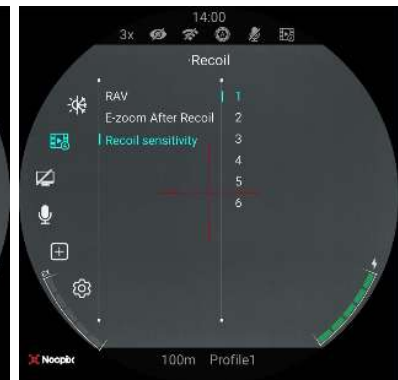 14:00
3x
Recoil
RAV
E-zoom After Recoil
Recoil sensitivity
1
2
3
4
5
6
100m Profile1